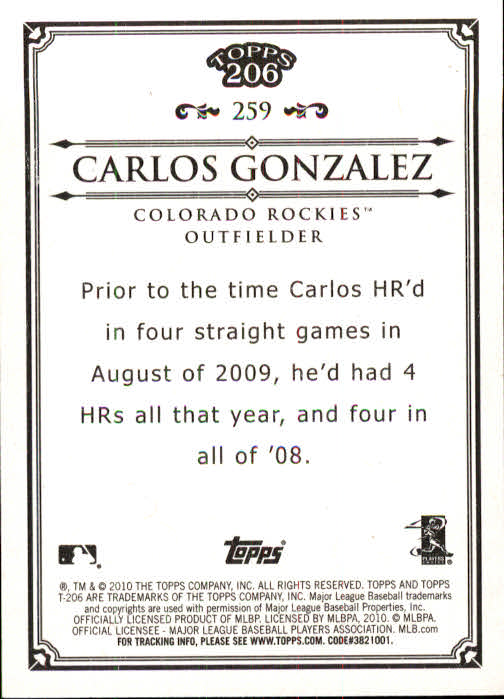 TOPPS
206
259
CARLOS GONZALEZ
COLORADO ROCKIES™
OUTFIELDER
Prior to the time Carlos HR'd
in four straight games in
August of 2009, he'd had 4
HRs all that year, and four in
all of '08.
Topps®
PLAYERS
®, TM & © 2010 THE TOPPS COMPANY, INC. ALL RIGHTS RESERVED. TOPPS AND TOPPS
T-206 ARE TRADEMARKS OF THE TOPPS COMPANY, INC. Major League Baseball trademarks
and copyrights are used with permission of Major League Baseball Properties, Inc.
OFFICIALLY LICENSED PRODUCT OF MLBP. LICENSED BY MLBPA, 2010. © MLBPA.
OFFICIAL LICENSEE - MAJOR LEAGUE BASEBALL PLAYERS ASSOCIATION. MLB.com
FOR TRACKING INFO, PLEASE SEE WWW.TOPPS.COM. CODE#3821001.